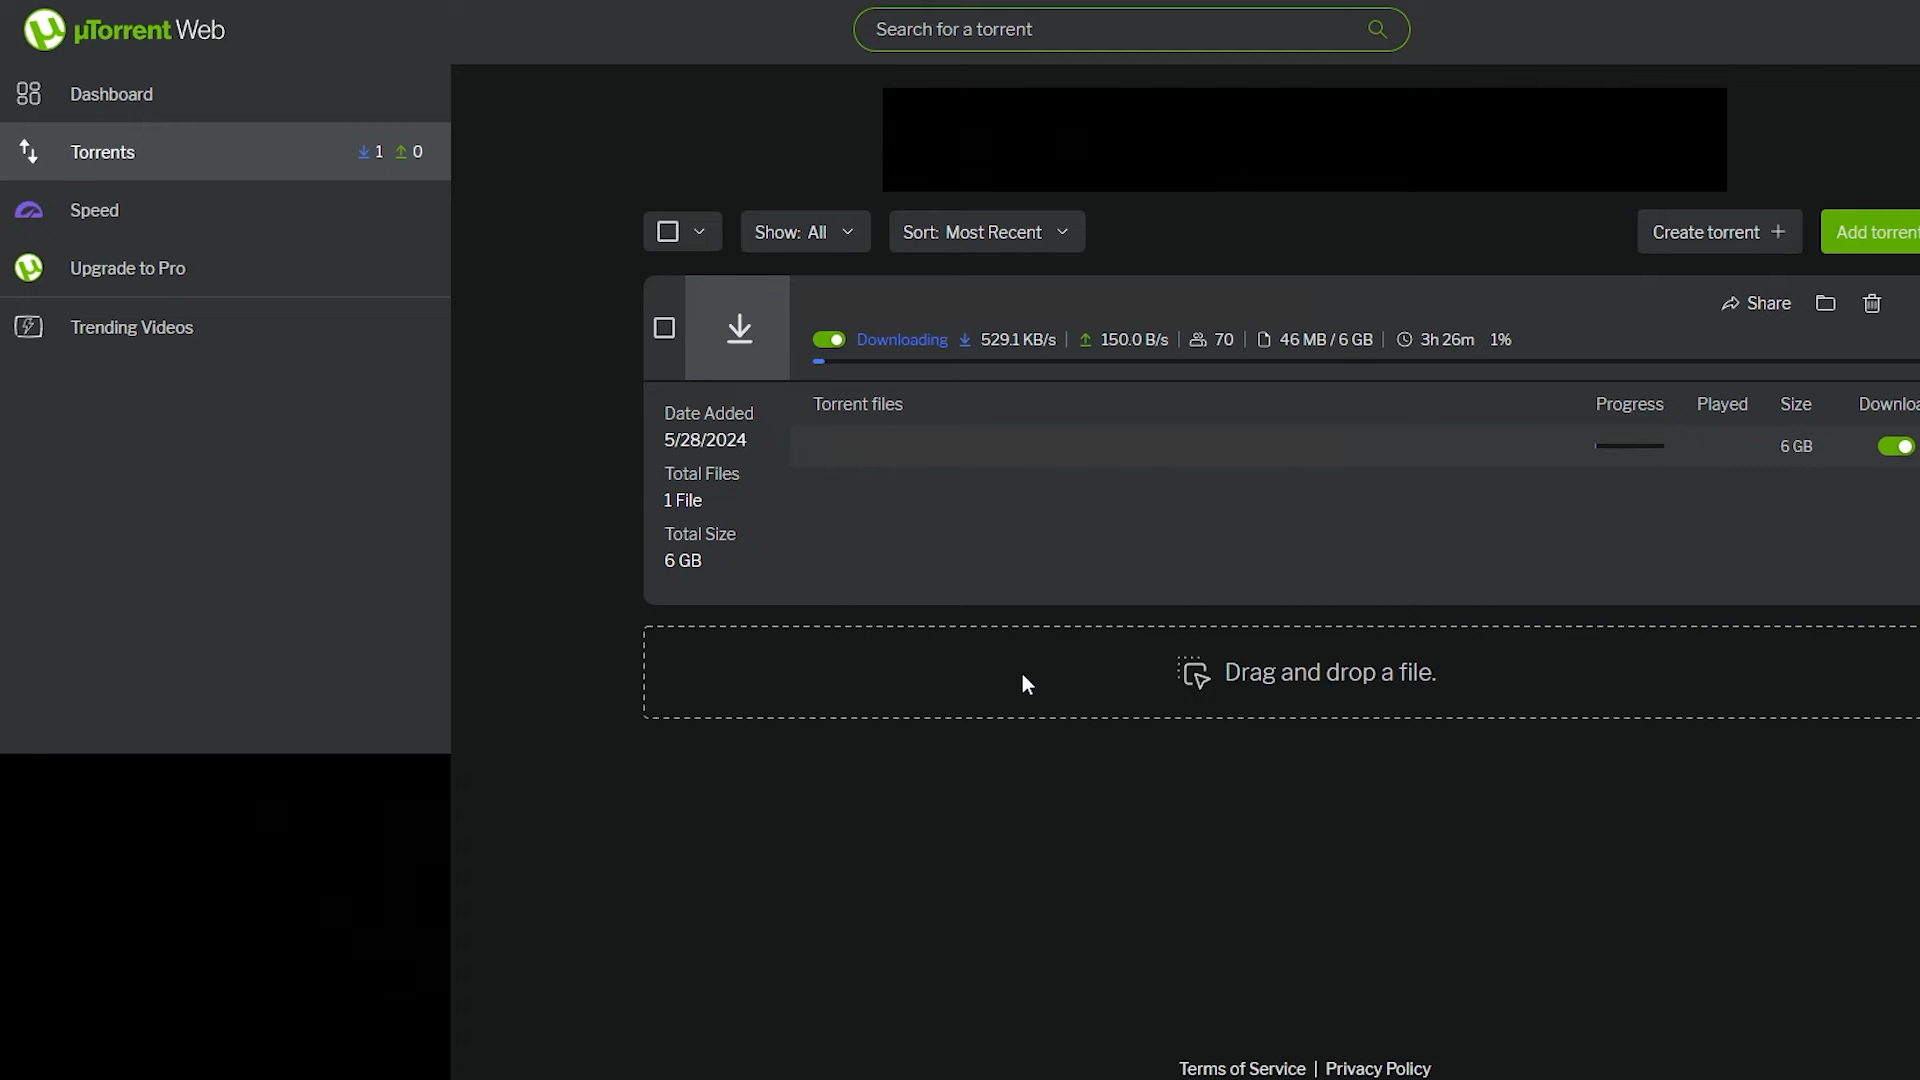 µTorrent Web
Search for a torrent
Dashboard
Torrents 1 0
Speed
Upgrade to Pro
Trending Videos
Show: All
Sort: Most Recent
Create torrent +
Add torrent
Share
Downloading 529.1 KB/s | 150.0 B/s | 70 | 46 MB / 6 GB | 3h 26m 1%
Date Added
5/28/2024
Total Files
1 File
Total Size
6 GB
Torrent files Progress Played Size Downloa
6 GB
Drag and drop a file.
Terms of Service | Privacy Policy